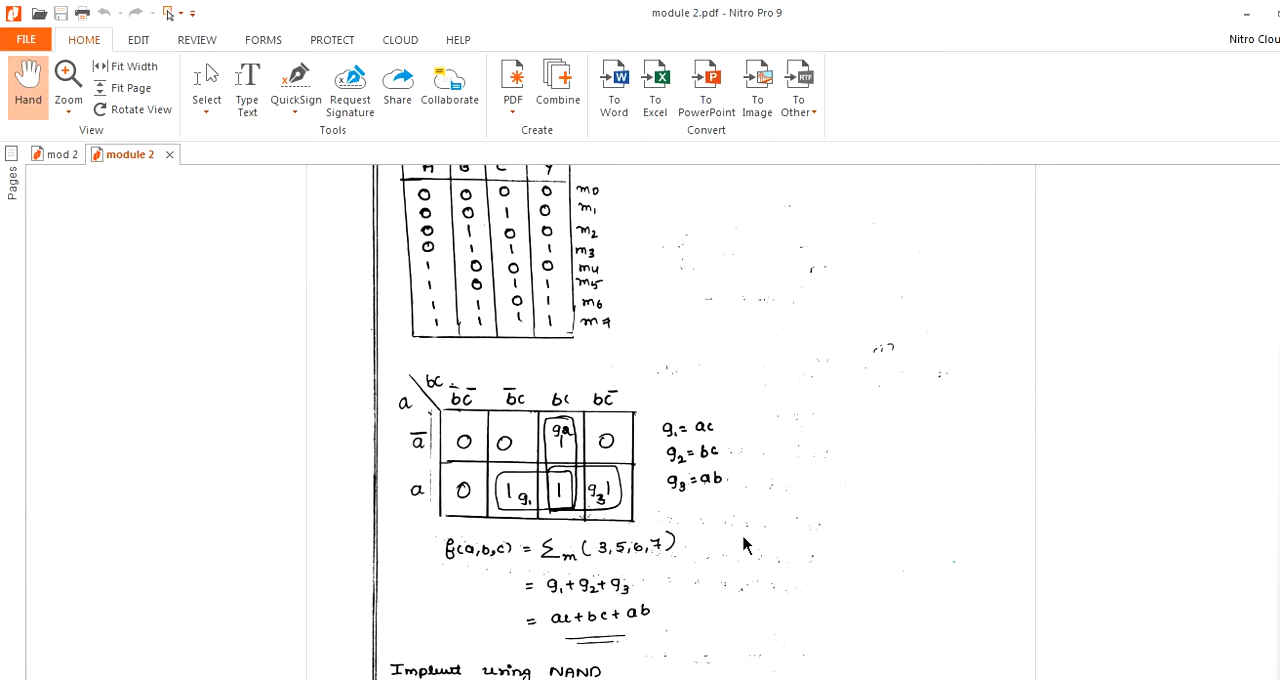 module 2.pdf - Nitro Pro 9
FILE HOME EDIT REVIEW FORMS PROTECT CLOUD HELP Nitro Clou
Hand Zoom Fit Width
Fit Page
Rotate View
View
Select Type Text QuickSign Request Signature Share Collaborate
Tools
PDF Combine
Create
To Word To Excel To PowerPoint To Image To Other
Convert
mod 2 module 2
Pages
A B C Y
0 0 0 0 m0
0 0 1 0 m1
0 1 0 0 m2
0 1 1 1 m3
1 0 0 0 m4
1 0 1 1 m5
1 1 0 1 m6
1 1 1 1 m7
a bc
b̄c̄ b̄c bc bc̄
ā 0 0 g2 1 0
a 0 1 g1 1 g3 1
g1 = ac
g2 = bc
g3 = ab
f(a,b,c) = Σm (3,5,6,7)
= g1+g2+g3
= ac+bc+ab
using NAND